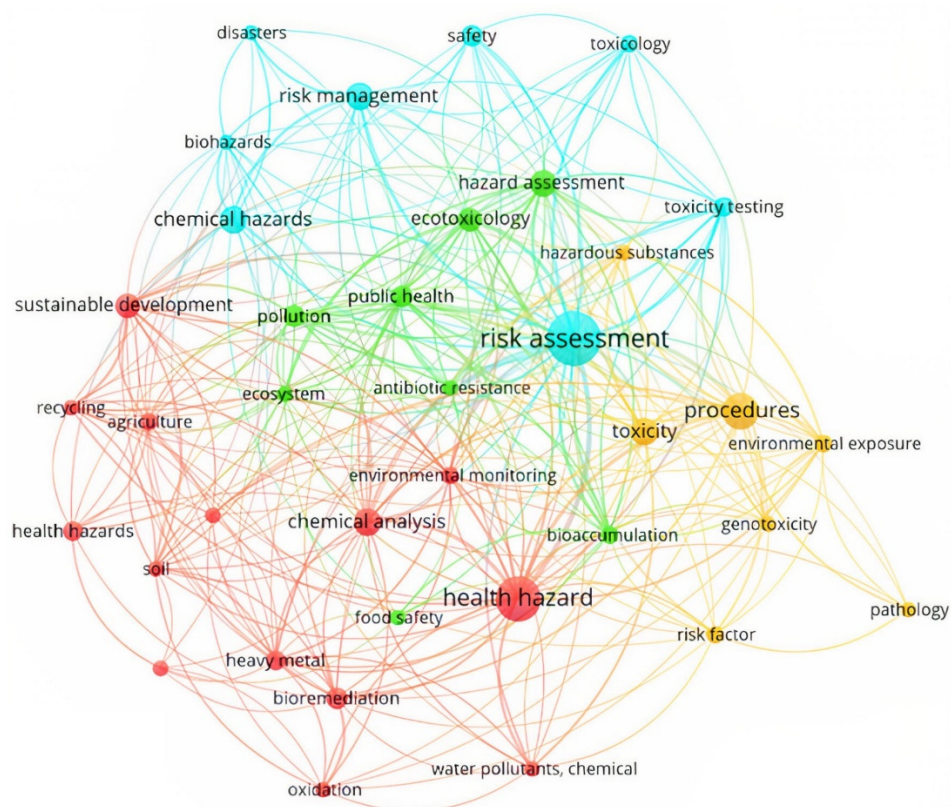 disasters
safety
toxicology
risk management
biohazards
hazard assessment
toxicity testing
chemical hazards
ecotoxicology
hazardous substances
sustainable development
public health
pollution
risk assessment
ecosystem
antibiotic resistance
recycling
agriculture
procedures
toxicity
environmental exposure
environmental monitoring
chemical analysis
genotoxicity
health hazards
bioaccumulation
soil
health hazard
pathology
food safety
risk factor
heavy metal
bioremediation
water pollutants, chemical
oxidation